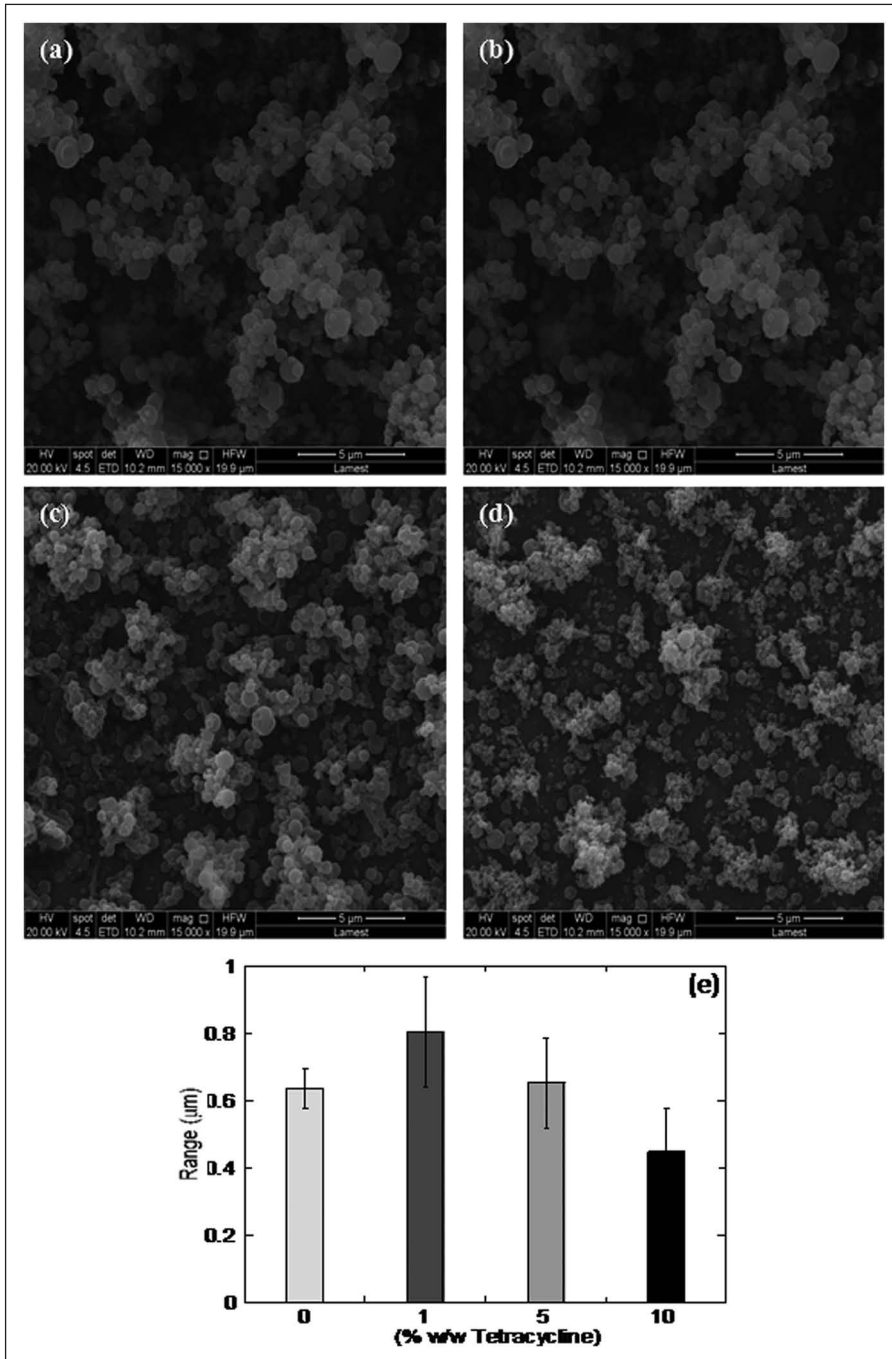 (a)
HV spot det WD mag HFW 5 µm
20.00 kV 4.5 ETD 10.2 mm 15 000 x 19.9 µm Lamest
(b)
HV spot det WD mag HFW 5 µm
20.00 kV 4.5 ETD 10.2 mm 15 000 x 19.9 µm Lamest
(c)
HV spot det WD mag HFW 5 µm
20.00 kV 4.5 ETD 10.2 mm 15 000 x 19.9 µm Lamest
(d)
HV spot det WD mag HFW 5 µm
20.00 kV 4.5 ETD 10.2 mm 15 000 x 19.9 µm Lamest
(e)
Range (µm)
1
0.8
0.6
0.4
0.2
0
0 1 5 10
(% w/w Tetracycline)